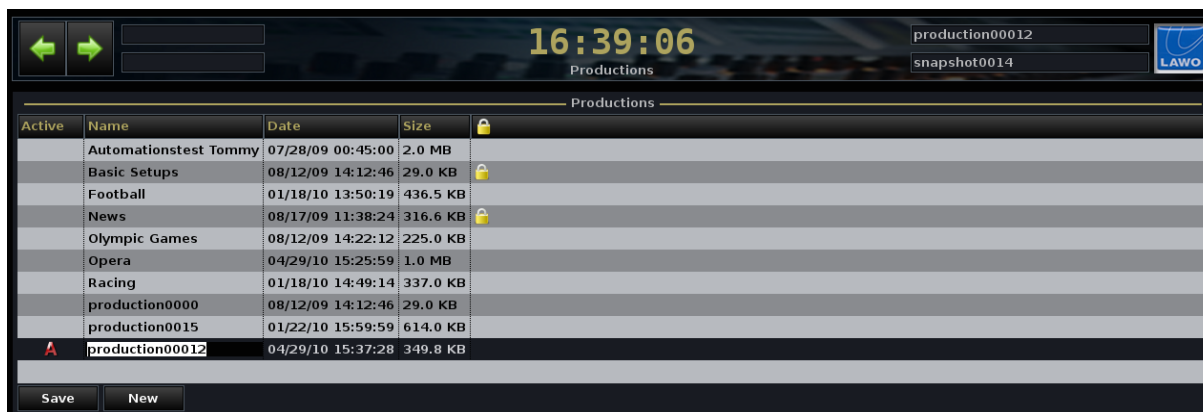 16:39:06
Productions
production00012
snapshot0014
LAWO
Productions
Active Name Date Size
Automationstest Tommy 07/28/09 00:45:00 2.0 MB
Basic Setups 08/12/09 14:12:46 29.0 KB
Football 01/18/10 13:50:19 436.5 KB
News 08/17/09 11:38:24 316.6 KB
Olympic Games 08/12/09 14:22:12 225.0 KB
Opera 04/29/10 15:25:59 1.0 MB
Racing 01/18/10 14:49:14 337.0 KB
production0000 08/12/09 14:12:46 29.0 KB
production0015 01/22/10 15:59:59 614.0 KB
A production00012 04/29/10 15:37:28 349.8 KB
Save New